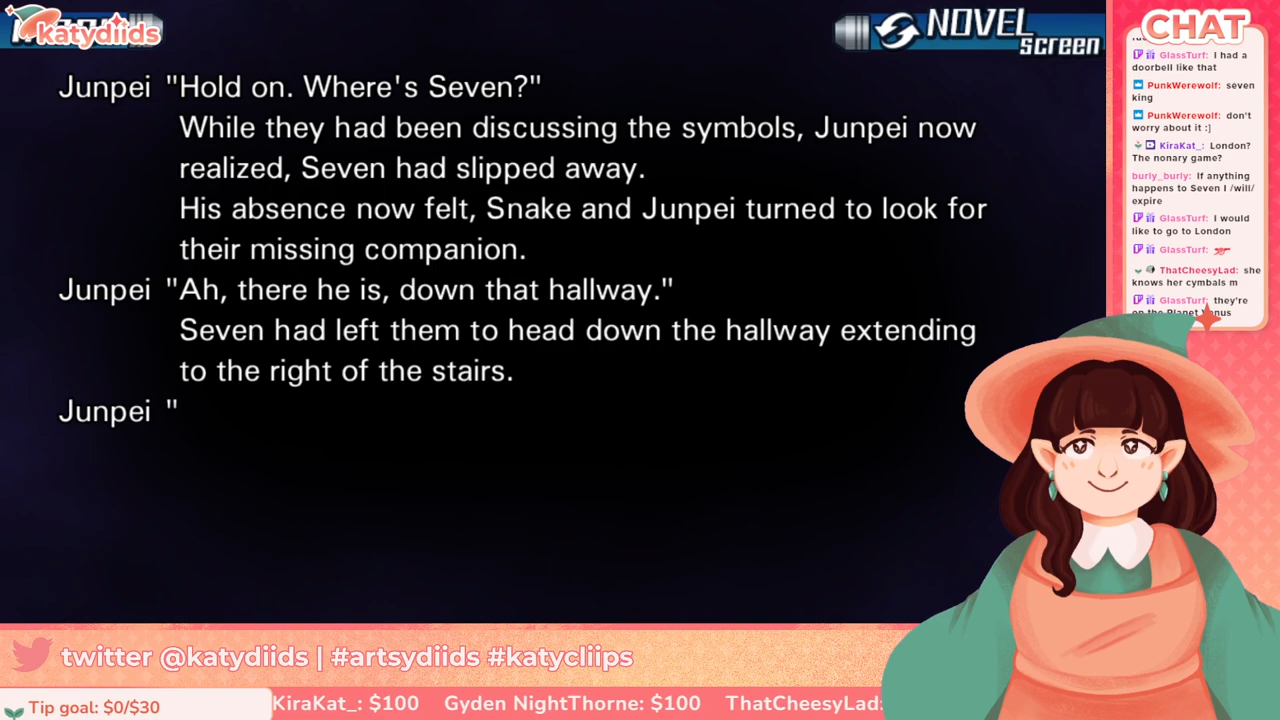 katydiids
NOVEL
screen
Junpei "Hold on. Where's Seven?"
While they had been discussing the symbols, Junpei now
realized, Seven had slipped away.
His absence now felt, Snake and Junpei turned to look for
their missing companion.
Junpei "Ah, there he is, down that hallway."
Seven had left them to head down the hallway extending
to the right of the stairs.
Junpei "
CHAT
GlassTurf: I had a
doorbell like that
PunkWerewolf: seven
king
PunkWerewolf: don't
worry about it :]
KiraKat_: London?
The nonary game?
burly_burly: If anything
happens to Seven I /will/
expire
GlassTurf: I would
like to go to London
GlassTurf:
ThatCheesyLad: she
knows her cymbals m
GlassTurf: they're
on the Planet Venus
twitter @katydiids | #artsydiids #katycliips
Tip goal: $0/$30
KiraKat_: $100 Gyden NightThorne: $100 ThatCheesyLad: